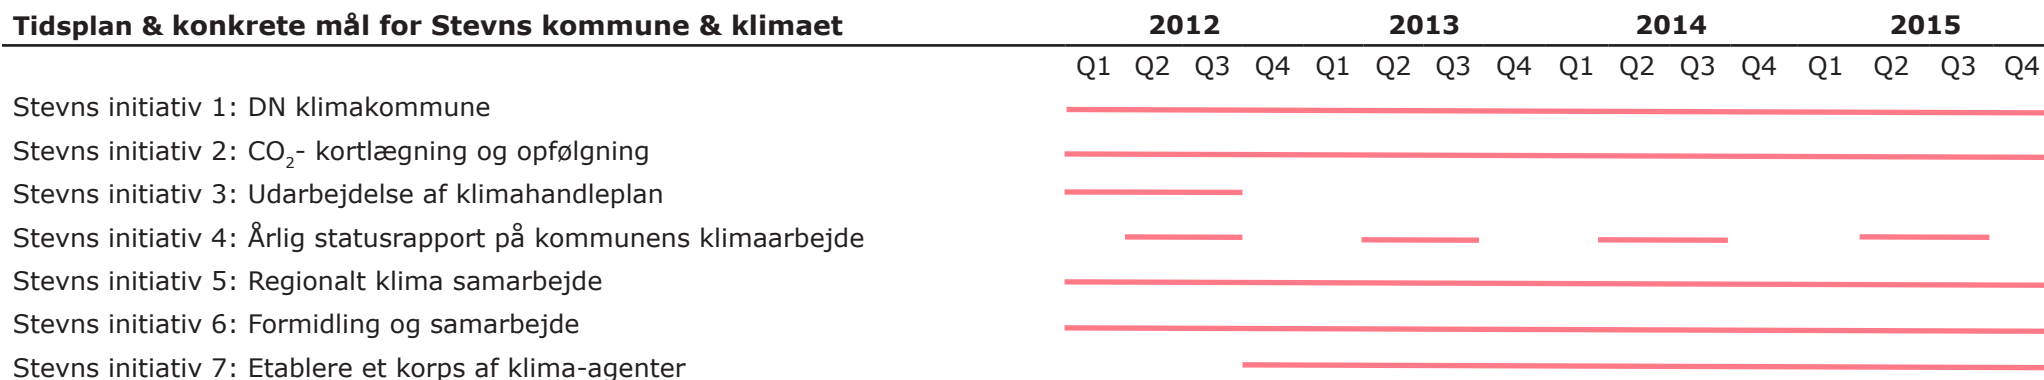 Tidsplan & konkrete mål for Stevns kommune & klimaet 2012 2013 2014 2015
Q1 Q2 Q3 Q4 Q1 Q2 Q3 Q4 Q1 Q2 Q3 Q4 Q1 Q2 Q3 Q4
Stevns initiativ 1: DN klimakommune
Stevns initiativ 2: CO₂- kortlægning og opfølgning
Stevns initiativ 3: Udarbejdelse af klimahandleplan
Stevns initiativ 4: Årlig statusrapport på kommunens klimaarbejde
Stevns initiativ 5: Regionalt klima samarbejde
Stevns initiativ 6: Formidling og samarbejde
Stevns initiativ 7: Etablere et korps af klima-agenter